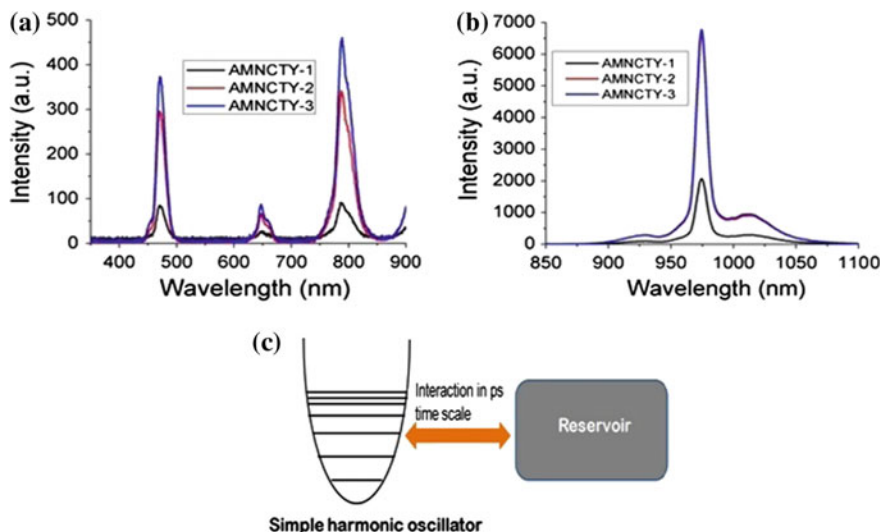 (a)
500
400
300
200
100
0
Intensity (a.u.)
AMNCTY-1
AMNCTY-2
AMNCTY-3
400 500 600 700 800 900
Wavelength (nm)
(b)
7000
6000
5000
4000
3000
2000
1000
0
Intensity (a.u.)
AMNCTY-1
AMNCTY-2
AMNCTY-3
850 900 950 1000 1050 1100
Wavelength (nm)
(c)
Interaction in ps
time scale
Reservoir
Simple harmonic oscillator